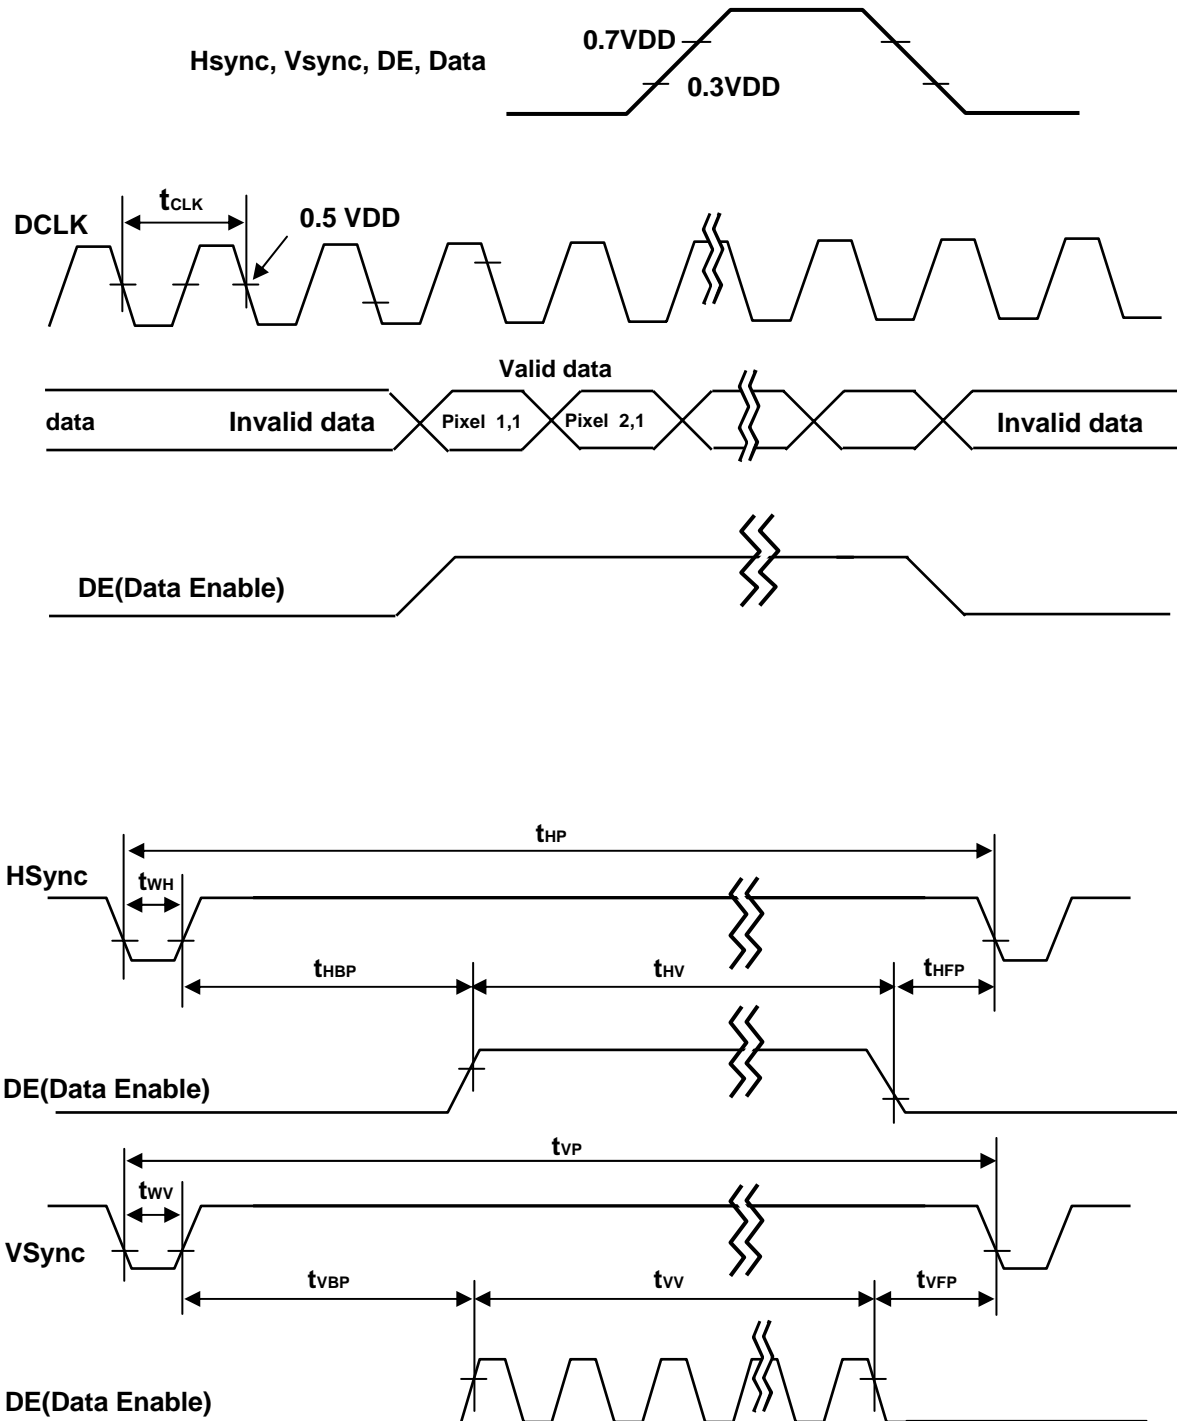 0.7VDD
Hsync, Vsync, DE, Data
0.3VDD
tCLK
DCLK
0.5 VDD
Valid data
data
Invalid data
Pixel 1,1
Pixel 2,1
Invalid data
DE(Data Enable)
tHP
HSync
tWH
tHBP
tHV
tHFP
DE(Data Enable)
tVP
tWV
VSync
tVBP
tVV
tVFP
DE(Data Enable)